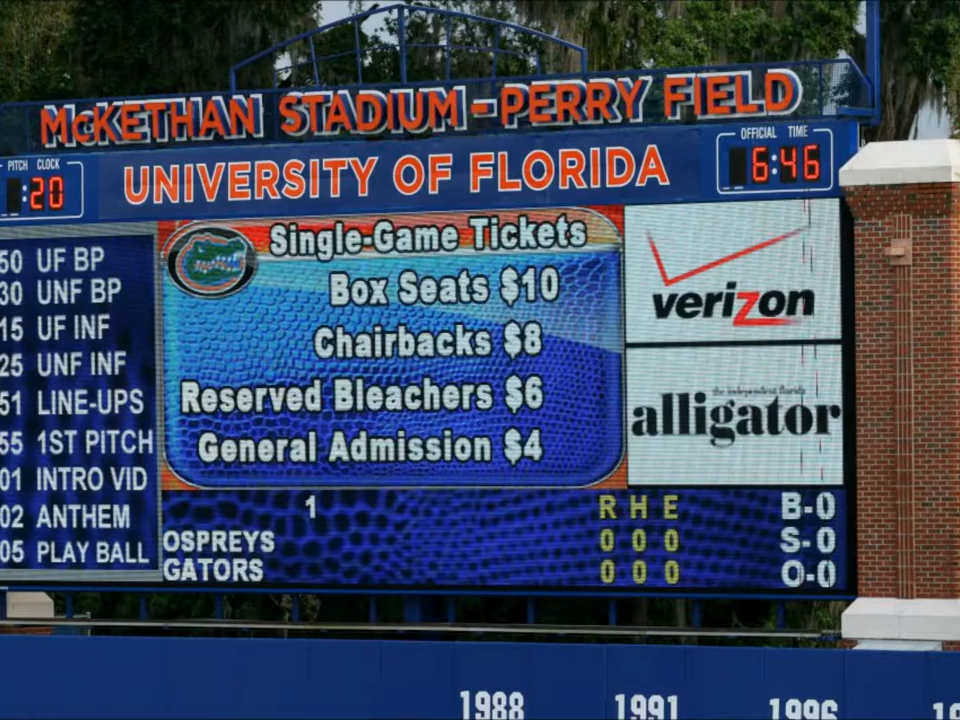 McKETHAN STADIUM-PERRY FIELD
PITCH CLOCK
:20
UNIVERSITY OF FLORIDA
OFFICIAL TIME
6:46
50 UF BP
30 UNF BP
15 UF INF
25 UNF INF
51 LINE-UPS
55 1ST PITCH
01 INTRO VID
02 ANTHEM
05 PLAY BALL
Single-Game Tickets
Box Seats $10
Chairbacks $8
Reserved Bleachers $6
General Admission $4
verizon
the independent florida
alligator
1 R H E B-0
OSPREYS 0 0 0 S-0
GATORS 0 0 0 O-0
1988 1991 1996